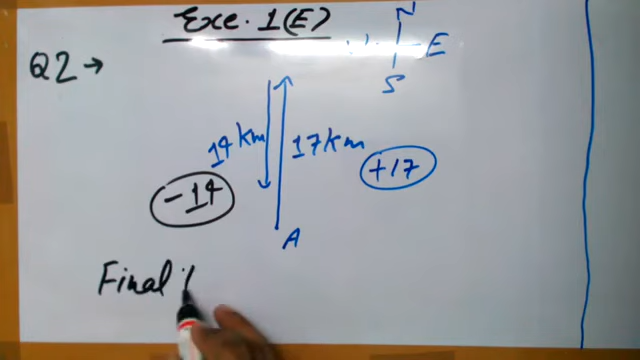 Exe. 1(E)
N
E
S
Q2 →
14 km
17 km
+17
-14
A
Final